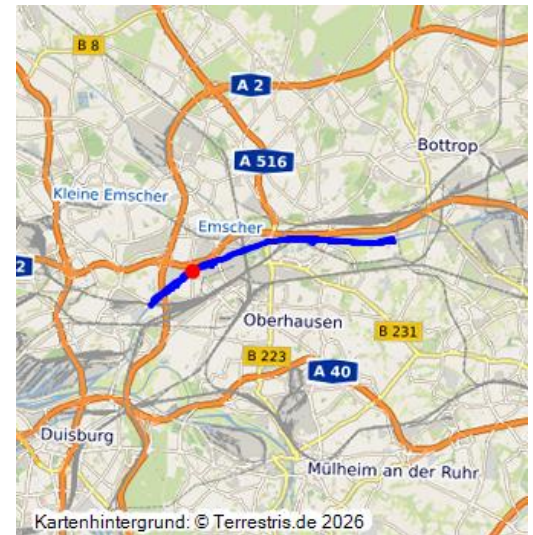 B 8
A 2
Bottrop
A 516
Kleine Emscher
Emscher
2
Oberhausen
B 231
B 223
A 40
Duisburg
Mülheim an der Ruhr
Kartenhintergrund: © Terrestris.de 2026